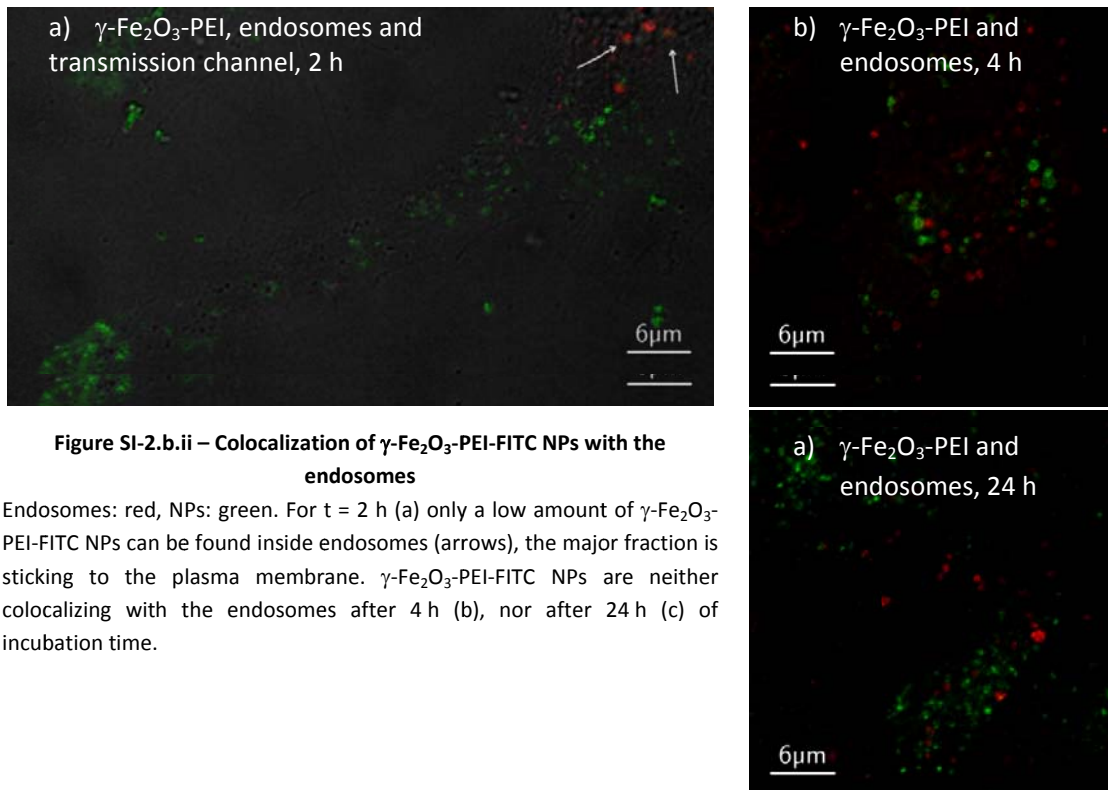 a) γ-Fe₂O₃-PEI, endosomes and
transmission channel, 2 h
6μm
b) γ-Fe₂O₃-PEI and
endosomes, 4 h
6μm
Figure SI-2.b.ii – Colocalization of γ-Fe₂O₃-PEI-FITC NPs with the
endosomes
Endosomes: red, NPs: green. For t = 2 h (a) only a low amount of γ-Fe₂O₃-
PEI-FITC NPs can be found inside endosomes (arrows), the major fraction is
sticking to the plasma membrane. γ-Fe₂O₃-PEI-FITC NPs are neither
colocalizing with the endosomes after 4 h (b), nor after 24 h (c) of
incubation time.
a) γ-Fe₂O₃-PEI and
endosomes, 24 h
6μm